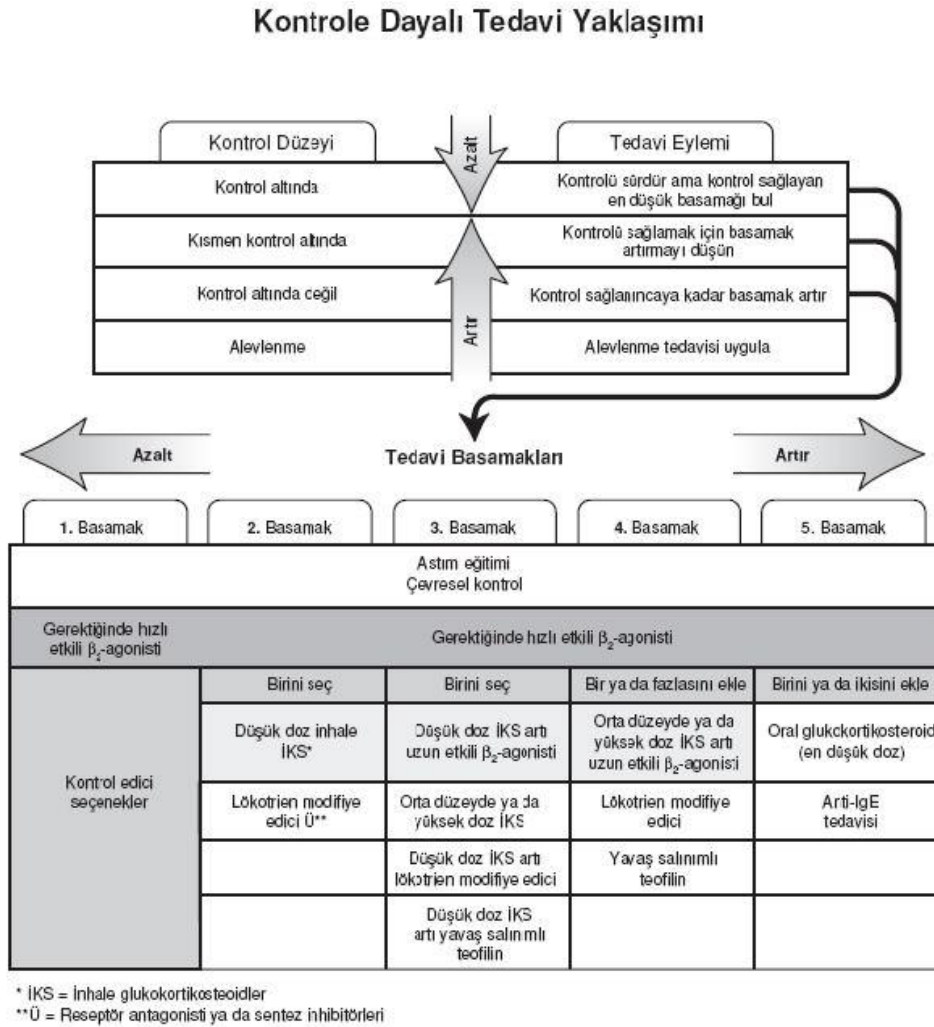 Kontrole Dayalı Tedavi Yaklaşımı
Kontrol Düzeyi
Azalt
Tedavi Eylemi
Kontrol altında
Kontrolü sürdür ama kontrol sağlayan
en düşük basamağı bul
Kısmen kontrol altında
Kontrolü sağlamak için basamak
artırmayı düşün
Kontrol altında ceğil
Kontrol sağlanıncaya kadar basamak artır
Artır
Alevlenme
Alevlenme tedavisi uygula
Azalt
Tedavi Basamakları
Artır
1. Basamak
2. Basamak
3. Basamak
4. Basamak
5. Basamak
Astım eğitimi
Çevresel kontrol
Gerektiğinde hızlı
etkili β₂-agonisti
Gerektiğinde hızlı etkili β₂-agonisti
Kontrol edici
seçenekler
Birini seç
Birini seç
Bir ya da fazlasını ekle
Birini ya da ikisini ekle
Düşük doz inhale
İKS*
Düşük doz İKS artı
uzun etkili β₂-agonisti
Orta düzeyde ya da
yüksek doz İKS artı
uzun etkili β₂-agonisti
Oral glukckortikosteroid
(en düşük doz)
Lökotrien modifiye
edici Ü**
Orta düzeyde ya da
yüksek doz İKS
Lökotrien modifiye
edici
Arti-IgE
tedavisi
Düşük doz İKS artı
lökotrien modifiye edici
Yavaş salınımlı
teofilin
Düşük doz İKS
artı yavaş salınımlı
teofilin
* İKS = İnhale glukokortikosteoidler
**Ü = Reseptör antagonisti ya da sentez inhibitörleri